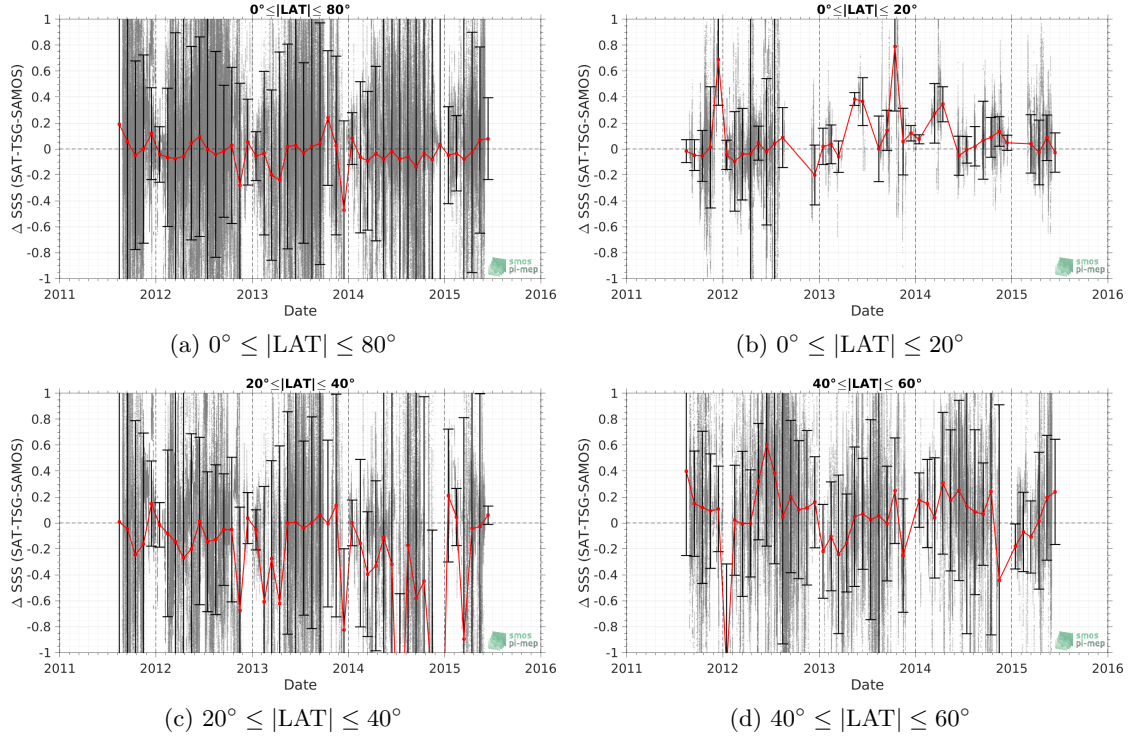 0°≤|LAT|≤ 80°
Δ SSS (SAT-TSG-SAMOS)
1
0.8
0.6
0.4
0.2
0
-0.2
-0.4
-0.6
-0.8
-1
2011 2012 2013 2014 2015 2016
Date
smos
pi-mep
(a) 0° ≤ |LAT| ≤ 80°
0°≤|LAT|≤ 20°
Δ SSS (SAT-TSG-SAMOS)
1
0.8
0.6
0.4
0.2
0
-0.2
-0.4
-0.6
-0.8
-1
2011 2012 2013 2014 2015 2016
Date
smos
pi-mep
(b) 0° ≤ |LAT| ≤ 20°
20°≤|LAT|≤ 40°
Δ SSS (SAT-TSG-SAMOS)
1
0.8
0.6
0.4
0.2
0
-0.2
-0.4
-0.6
-0.8
-1
2011 2012 2013 2014 2015 2016
Date
smos
pi-mep
(c) 20° ≤ |LAT| ≤ 40°
40°≤|LAT|≤ 60°
Δ SSS (SAT-TSG-SAMOS)
1
0.8
0.6
0.4
0.2
0
-0.2
-0.4
-0.6
-0.8
-1
2011 2012 2013 2014 2015 2016
Date
smos
pi-mep
(d) 40° ≤ |LAT| ≤ 60°